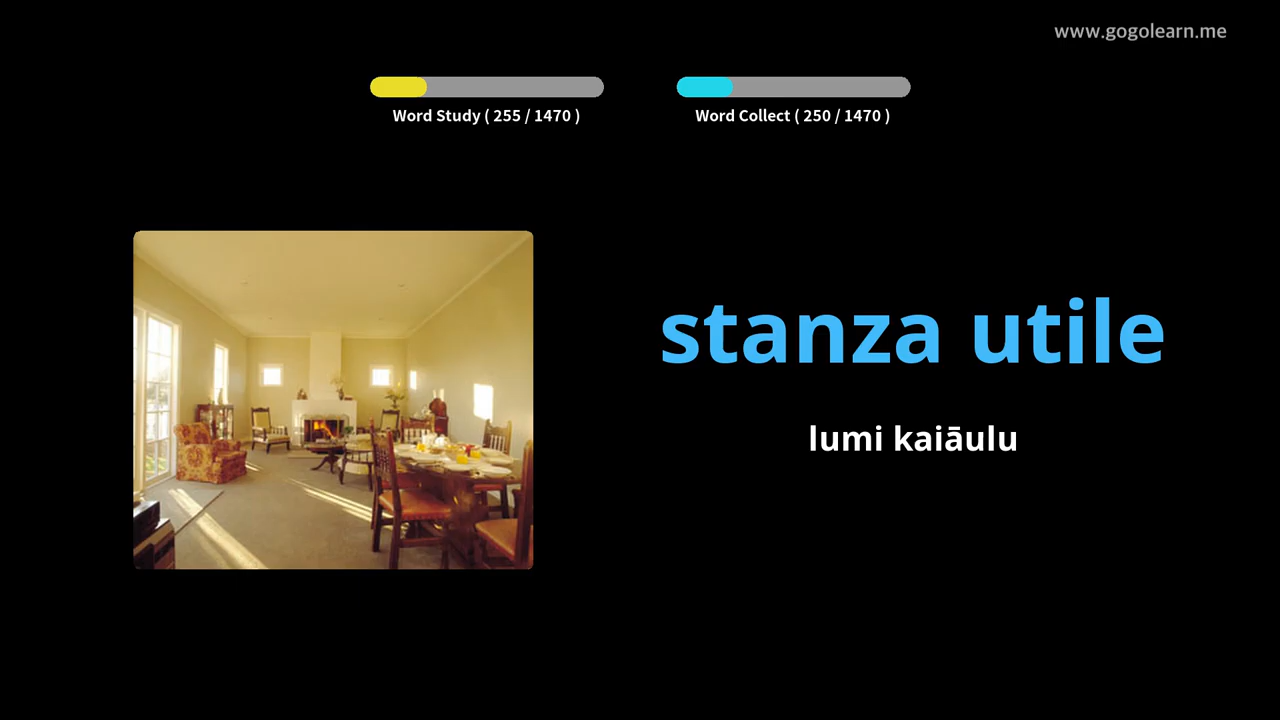 www.gogolearn.me
Word Study ( 255 / 1470 )
Word Collect ( 250 / 1470 )
stanza utile
lumi kaiāulu